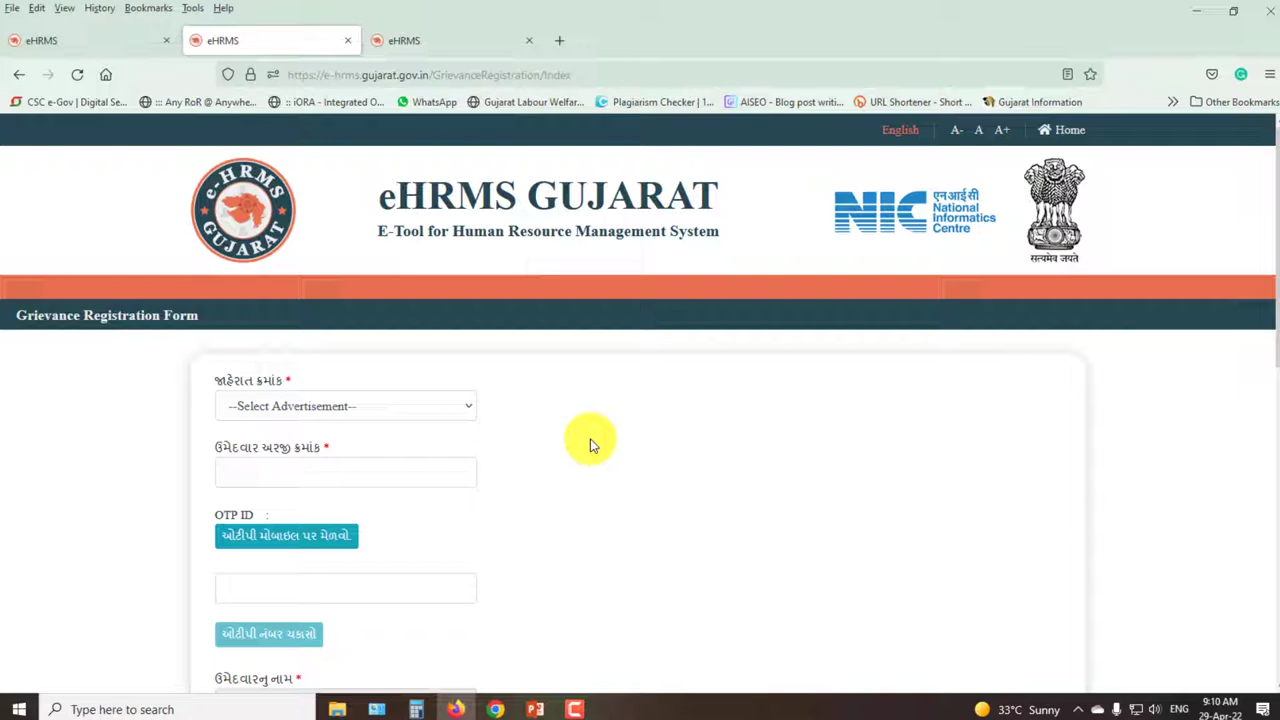 File Edit View History Bookmarks Tools Help
eHRMS eHRMS eHRMS
https://e-hrms.gujarat.gov.in/GrievanceRegistration/Index
CSC e-Gov | Digital Se... ::: Any RoR @ Anywhe... :: iORA - Integrated O... WhatsApp Gujarat Labour Welfar... Plagiarism Checker | 1... AISEO - Blog post writi... URL Shortener - Short ... Gujarat Information Other Bookmarks
English A- A A+ Home
e-HRMS GUJARAT
eHRMS GUJARAT
E-Tool for Human Resource Management System
NIC एनआईसी National Informatics Centre
सत्यमेव जयते
Grievance Registration Form
જાહેરાત ક્રમાંક *
--Select Advertisement--
ઉમેદવાર અરજી ક્રમાંક *
OTP ID :
ઓટીપી મોબાઇલ પર મેળવો.
ઓટીપી નંબર ચકાસો
ઉમેદવારનુ નામ *
Type here to search
33°C Sunny ENG 9:10 AM
29-Apr-22